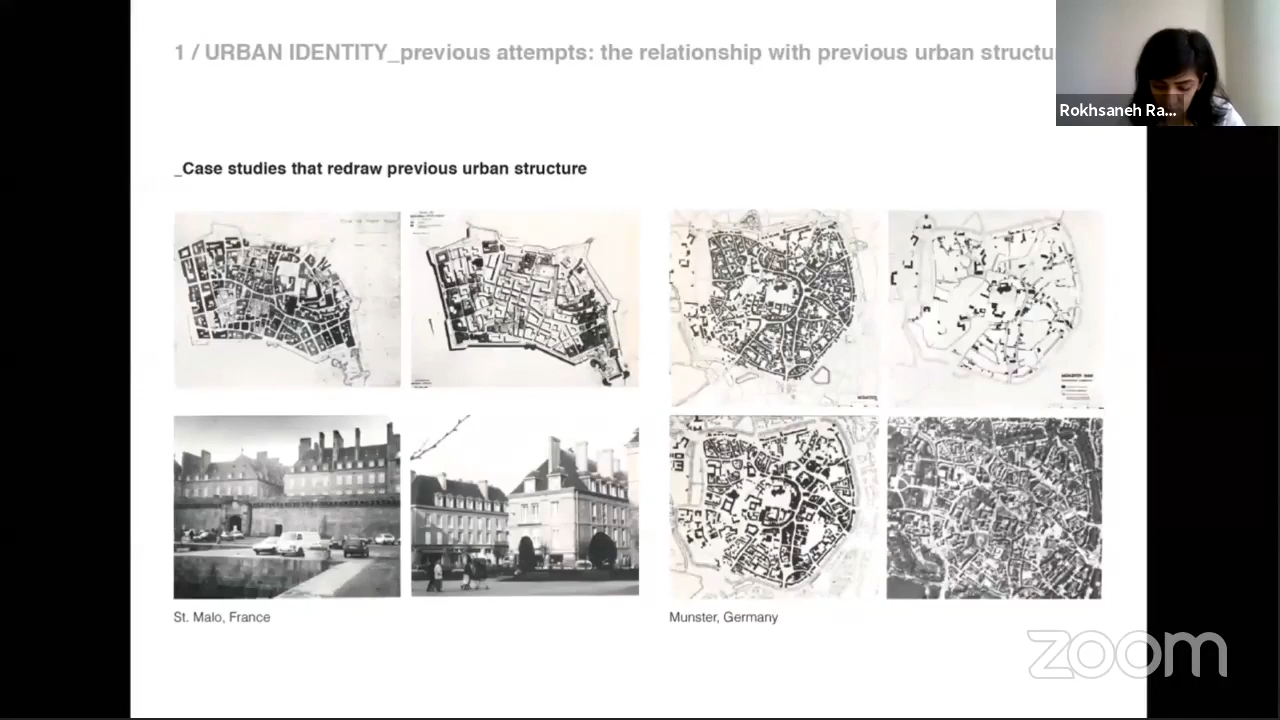 1 / URBAN IDENTITY_previous attempts: the relationship with previous urban structu
Rokhsaneh Ra...
_Case studies that redraw previous urban structure
St. Malo, France
Munster, Germany
zoom